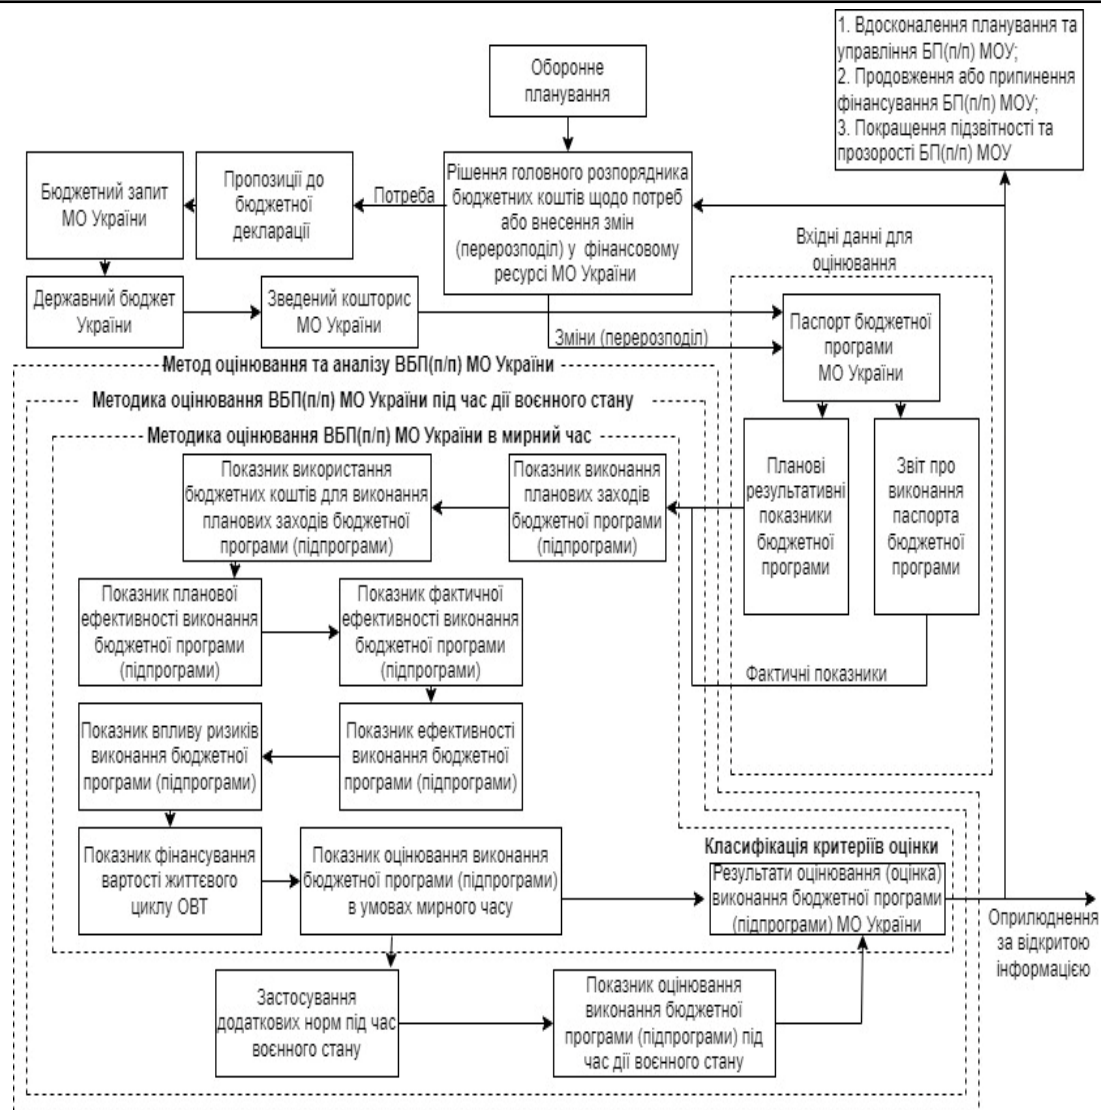 1. Вдосконалення планування та
управління БП(п/п) МОУ;
2. Продовження або припинення
фінансування БП(п/п) МОУ;
3. Покращення підзвітності та
прозорості БП(п/п) МОУ
Оборонне
планування
Бюджетний запит
МО України
Пропозиції до
бюджетної
декларації
Потреба
Рішення головного розпорядника
бюджетних коштів щодо потреб
або внесення змін
(перерозподіл) у фінансовому
ресурсі МО України
Вхідні данні для
оцінювання
Державний бюджет
України
Зведений кошторис
МО України
Зміни (перерозподіл)
Паспорт бюджетної
програми
МО України
Метод оцінювання та аналізу ВБП(п/п) МО України
Методика оцінювання ВБП(п/п) МО України під час дії воєнного стану
Методика оцінювання ВБП(п/п) МО України в мирний час
Показник використання
бюджетних коштів для виконання
планових заходів бюджетної
програми (підпрограми)
Показник виконання
планових заходів
бюджетної програми
(підпрограми)
Планові
результативні
показники
бюджетної
програми
Звіт про
виконання
паспорта
бюджетної
програми
Показник планової
ефективності виконання
бюджетної програми
(підпрограми)
Показник фактичної
ефективності виконання
бюджетної програми
(підпрограми)
Фактичні показники
Показник впливу ризиків
виконання бюджетної
програми (підпрограми)
Показник ефективності
виконання бюджетної
програми (підпрограми)
Показник фінансування
вартості життєвого
циклу ОВТ
Показник оцінювання виконання
бюджетної програми (підпрограми)
в умовах мирного часу
Класифікація критеріїв оцінки
Результати оцінювання (оцінка)
виконання бюджетної програми
(підпрограми) МО України
Оприлюднення
за відкритою
інформацією
Застосування
додаткових норм під час
воєнного стану
Показник оцінювання
виконання бюджетної
програми (підпрограми) під
час дії воєнного стану